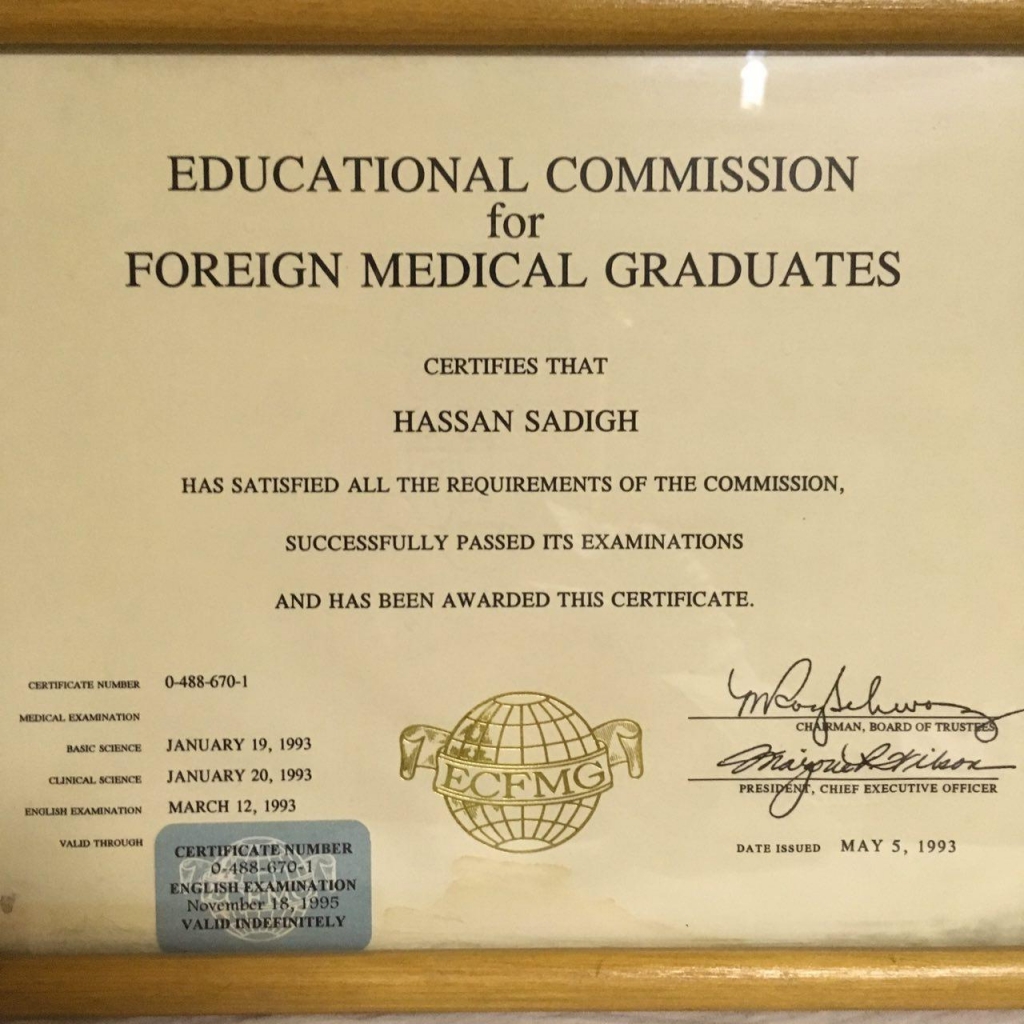 EDUCATIONAL COMMISSION
for
FOREIGN MEDICAL GRADUATES
CERTIFIES THAT
HASSAN SADIGH
HAS SATISFIED ALL THE REQUIREMENTS OF THE COMMISSION,
SUCCESSFULLY PASSED ITS EXAMINATIONS
AND HAS BEEN AWARDED THIS CERTIFICATE.
CERTIFICATE NUMBER 0-488-670-1
MEDICAL EXAMINATION
BASIC SCIENCE JANUARY 19, 1993
CLINICAL SCIENCE JANUARY 20, 1993
ENGLISH EXAMINATION MARCH 12, 1993
VALID THROUGH
CERTIFICATE NUMBER
0-488-670-1
ENGLISH EXAMINATION
November 18, 1995
VALID INDEFINITELY
ECFMG
CHAIRMAN, BOARD OF TRUSTEES
Marjorie P. Wilson
PRESIDENT, CHIEF EXECUTIVE OFFICER
DATE ISSUED MAY 5, 1993